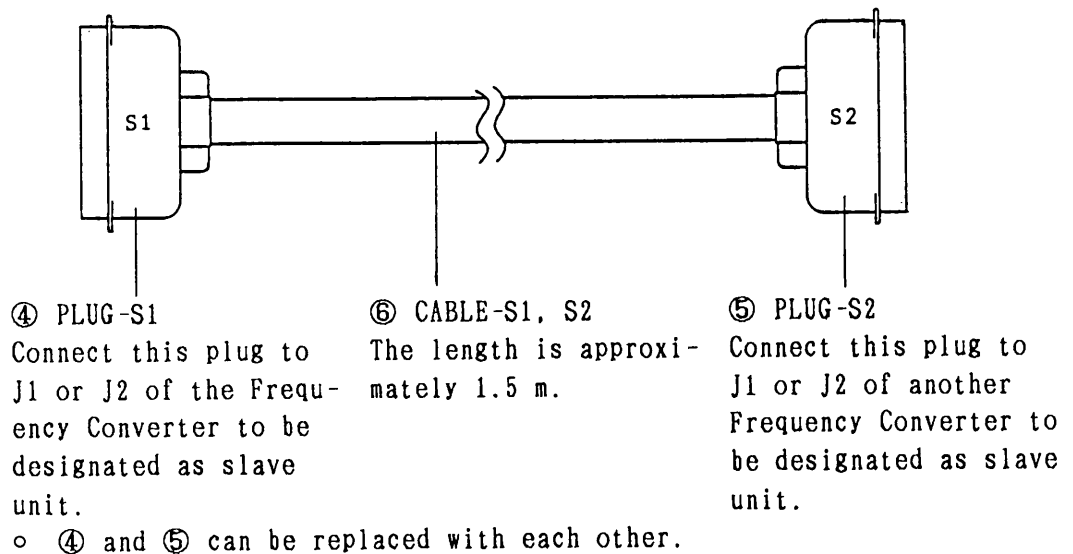 S1
S2
④ PLUG-S1
Connect this plug to
J1 or J2 of the Frequ-
ency Converter to be
designated as slave
unit.
⑥ CABLE-S1, S2
The length is approxi-
mately 1.5 m.
⑤ PLUG-S2
Connect this plug to
J1 or J2 of another
Frequency Converter to
be designated as slave
unit.
○ ④ and ⑤ can be replaced with each other.